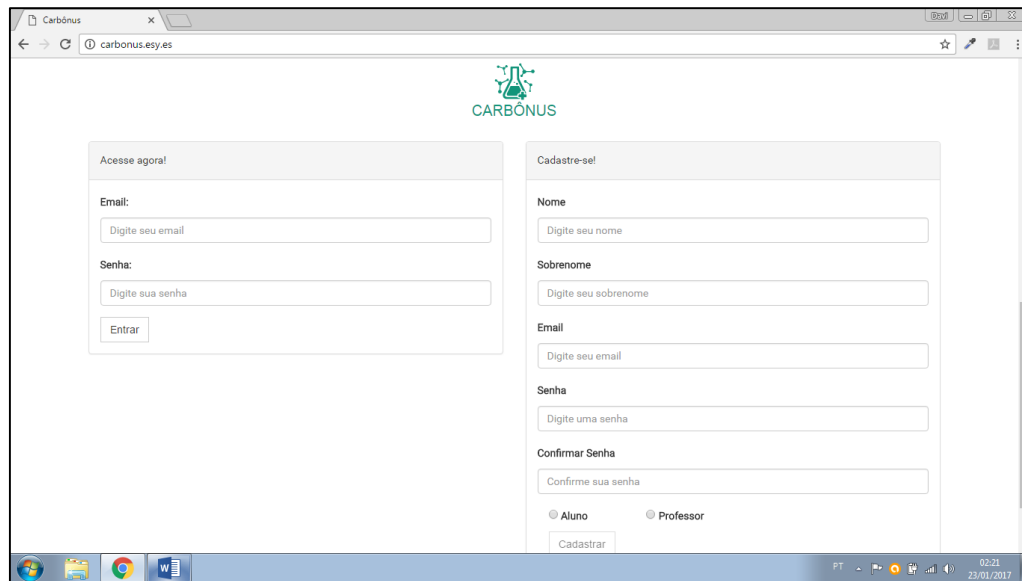 Carbônus
Davi
carbonus.esy.es
CARBÔNUS
Acesse agora!
Email:
Digite seu email
Senha:
Digite sua senha
Entrar
Cadastre-se!
Nome
Digite seu nome
Sobrenome
Digite seu sobrenome
Email
Digite seu email
Senha
Digite uma senha
Confirmar Senha
Confirme sua senha
Aluno Professor
Cadastrar
PT
02:21
23/01/2017